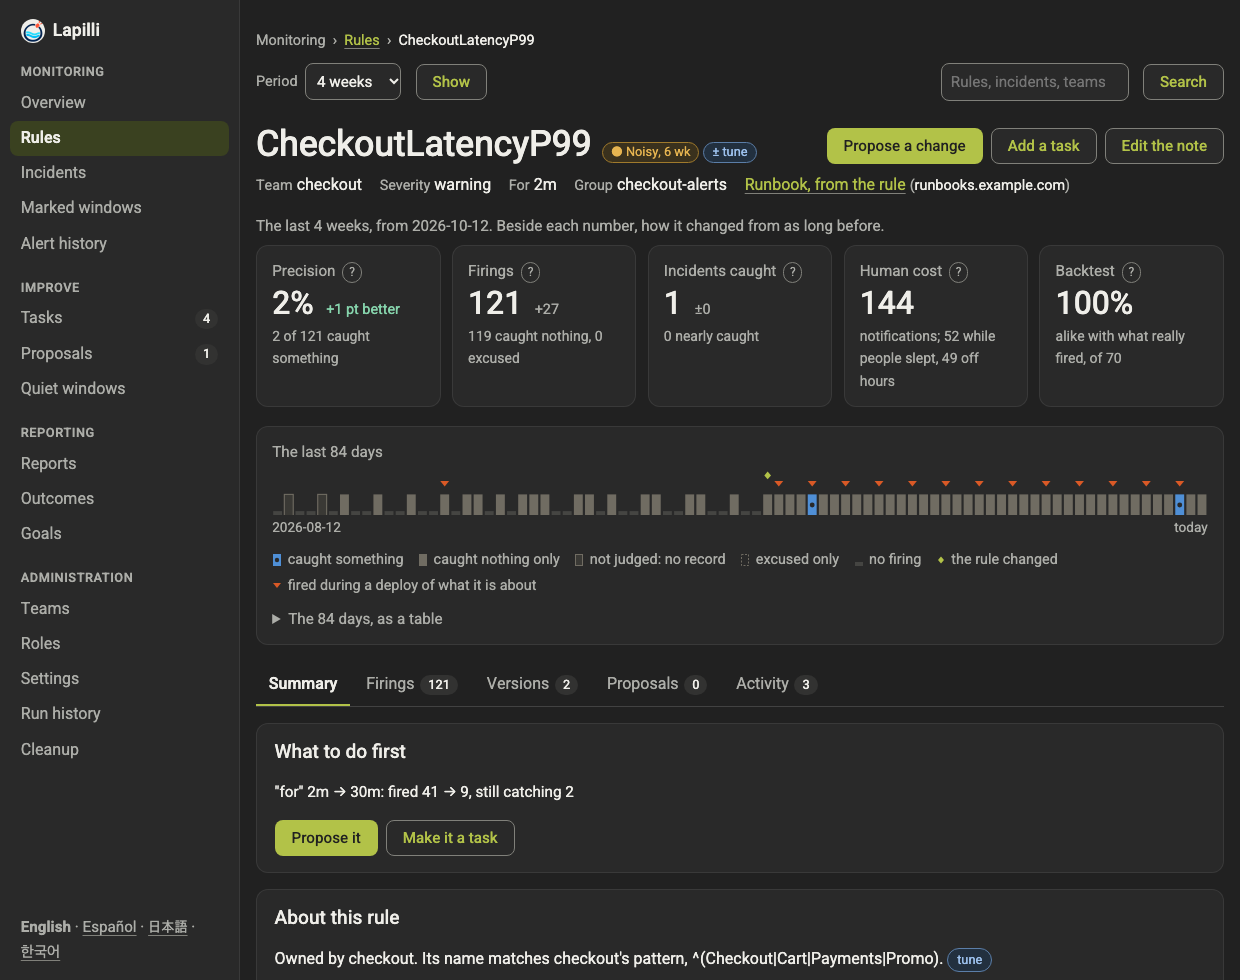 Lapilli
MONITORING
Overview
Rules
Incidents
Marked windows
Alert history
IMPROVE
Tasks 4
Proposals 1
Quiet windows
REPORTING
Reports
Outcomes
Goals
ADMINISTRATION
Teams
Roles
Settings
Run history
Cleanup
English · Español · 日本語 ·
한국어
Monitoring › Rules › CheckoutLatencyP99
Period 4 weeks Show Rules, incidents, teams Search
CheckoutLatencyP99 Noisy, 6 wk ± tune Propose a change Add a task Edit the note
Team checkout Severity warning For 2m Group checkout-alerts Runbook, from the rule (runbooks.example.com)
The last 4 weeks, from 2026-10-12. Beside each number, how it changed from as long before.
Precision ?
2% +1 pt better
2 of 121 caught
something
Firings ?
121 +27
119 caught nothing, 0
excused
Incidents caught ?
1 ±0
0 nearly caught
Human cost ?
144
notifications; 52 while
people slept, 49 off
hours
Backtest ?
100%
alike with what really
fired, of 70
The last 84 days
2026-08-12 today
caught something caught nothing only not judged: no record excused only no firing the rule changed
fired during a deploy of what it is about
The 84 days, as a table
Summary Firings 121 Versions 2 Proposals 0 Activity 3
What to do first
"for" 2m → 30m: fired 41 → 9, still catching 2
Propose it Make it a task
About this rule
Owned by checkout. Its name matches checkout's pattern, ^(Checkout|Cart|Payments|Promo). tune